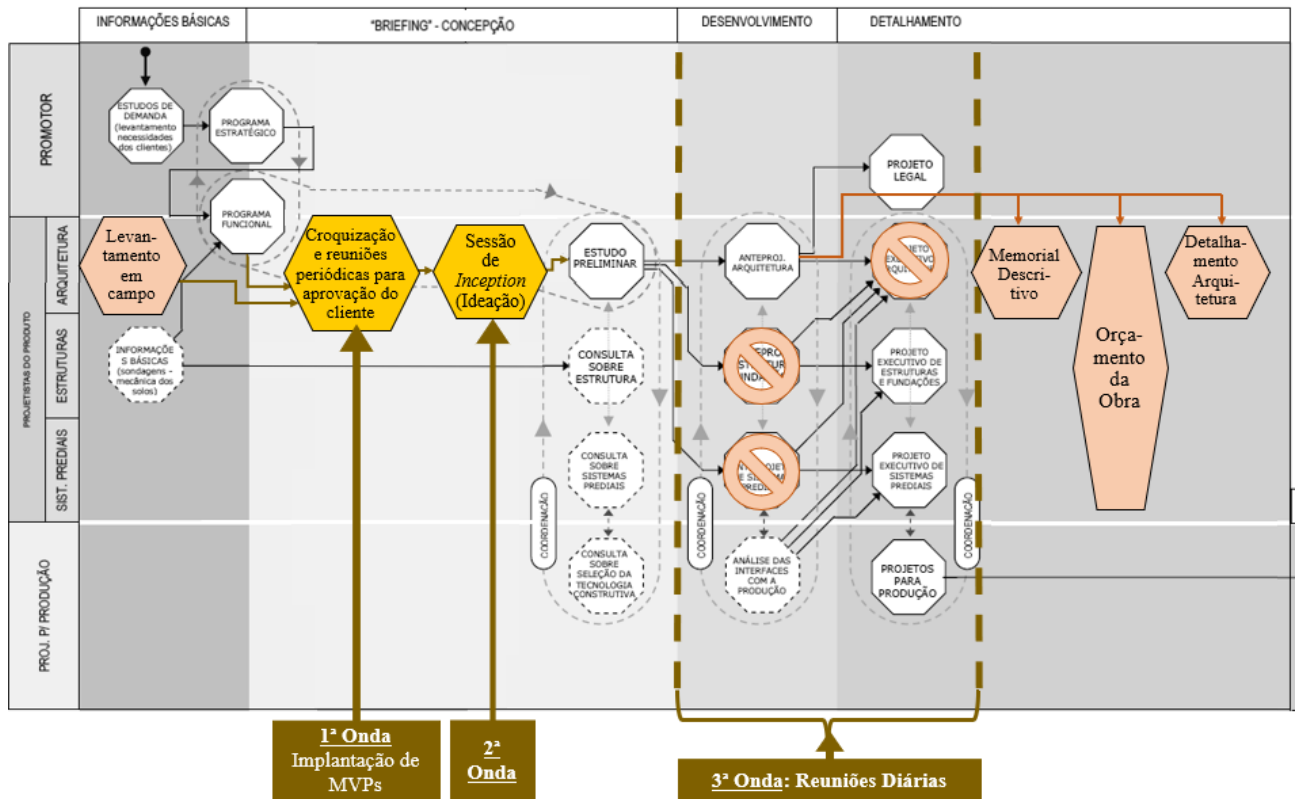 INFORMAÇÕES BÁSICAS
"BRIEFING" - CONCEPÇÃO
DESENVOLVIMENTO
DETALHAMENTO
PROMOTOR
ESTUDOS DE
DEMANDA
(levantamento
necessidades
dos clientes)
PROGRAMA
ESTRATÉGICO
PROGRAMA
FUNCIONAL
PROJETO
LEGAL
PROJETISTAS DO PRODUTO
ARQUITETURA
Levan-
tamento
em
campo
Croquização
e reuniões
periódicas para
aprovação do
cliente
Sessão
de
Inception
(Ideação)
ESTUDO
PRELIMINAR
ANTEPROJ.
ARQUITETURA
Memorial
Descritivo
Orça-
mento
da
Obra
Detalha-
mento
Arqui-
tetura
ESTRUTURAS
INFORMAÇÕE
S BÁSICAS
(sondagens -
mecânica dos
solos)
CONSULTA
SOBRE
ESTRUTURA
PROJETO
EXECUTIVO DE
ESTRUTURAS
E FUNDAÇÕES
SIST. PREDIAIS
CONSULTA
SOBRE
SISTEMAS
PREDIAIS
PROJETO
EXECUTIVO DE
SISTEMAS
PREDIAIS
COORDENAÇÃO
COORDENAÇÃO
COORDENAÇÃO
PROJ. P/ PRODUÇÃO
CONSULTA
SOBRE
SELEÇÃO DA
TECNOLOGIA
CONSTRUTIVA
ANÁLISE DAS
INTERFACES
COM A
PRODUÇÃO
PROJETOS
PARA
PRODUÇÃO
1ª Onda
Implantação de
MVPs
2ª
Onda
3ª Onda: Reuniões Diárias